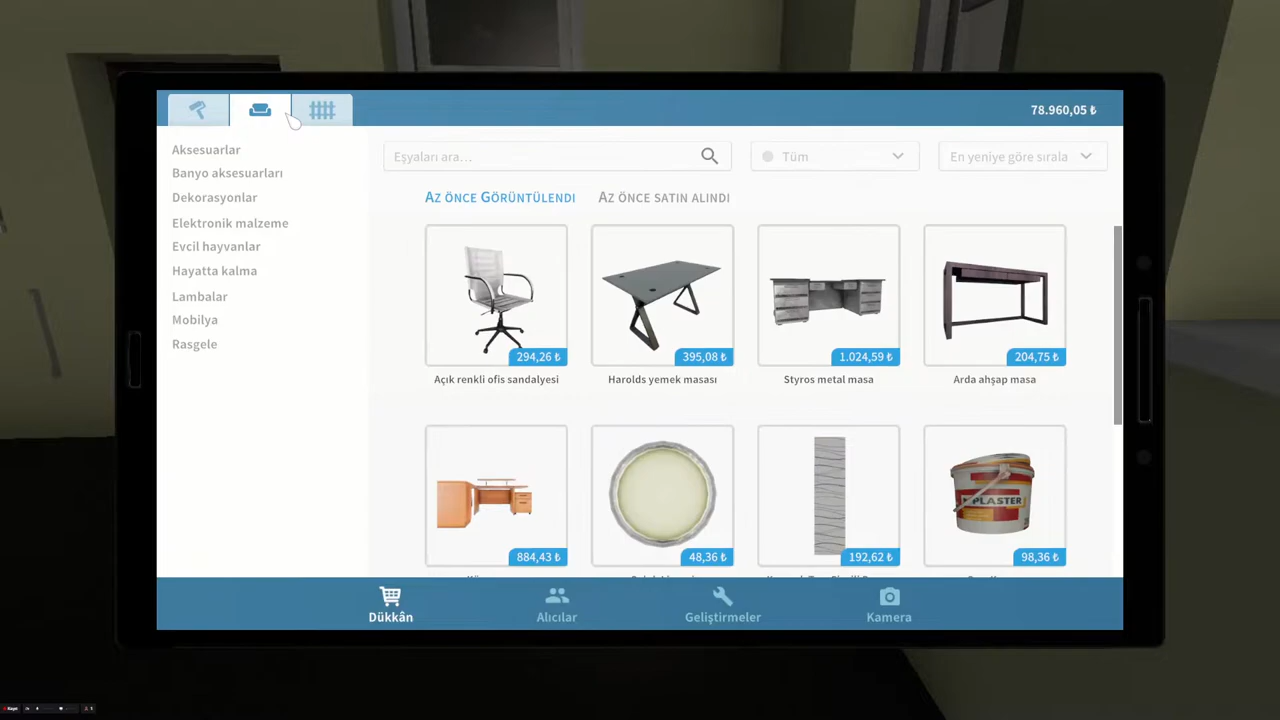 78.960,05 ₺
Aksesuarlar
Banyo aksesuarları
Dekorasyonlar
Elektronik malzeme
Evcil hayvanlar
Hayatta kalma
Lambalar
Mobilya
Rasgele
Eşyaları ara...
Tüm
En yeniye göre sırala
AZ ÖNCE GÖRÜNTÜLENDI
AZ ÖNCE SATIN ALINDI
294,26 ₺
395,08 ₺
1.024,59 ₺
204,75 ₺
Açık renkli ofis sandalyesi
Harolds yemek masası
Styros metal masa
Arda ahşap masa
PLASTER
884,43 ₺
48,36 ₺
192,62 ₺
98,36 ₺
Dükkân
Alıcılar
Geliştirmeler
Kamera